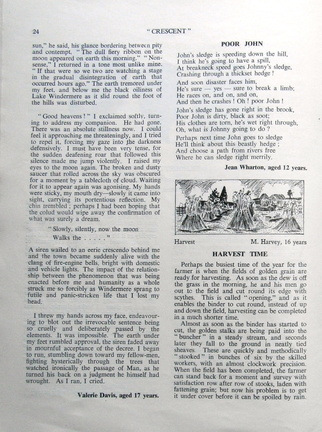 24
" CRESCENT "
sun," he said, his glance bordering between pity
and contempt. " The dull fiery ribbon on the
moon appeared on earth this morning." " Non-
sense," I returned in a tone most unlike mine.
" If that were so we two are watching a stage
in the gradual disintegration of earth that
occurred hours ago." The earth tremored under
my feet, and below me the black oiliness of
Lake Windermere as it slid round the foot of
the hills was disturbed.
" Good heavens ! " I exclaimed softly, turn-
ing to address my companion. He had gone.
There was an absolute stillness now. I could
feel it approaching me threateningly, and I tried
to repel it, forcing my gaze into the darkness
defensively. I must have been very tense, for
the sudden deafening roar that followed this
silence made me jump violently. I raised my
eyes to the moon again. The broken and dusty
saucer that rolled across the sky was obscured
for a moment by a tablecloth of cloud. Waiting
for it to appear again was agonising. My hands
were sticky, my mouth dry—slowly it came into
sight, carrying its portentous reflection. My
chin trembled ; perhaps I had been hoping that
the cloud would wipe away the confirmation of
what was surely a dream.
" Slowly, silently, now the moon
Walks the . . . . . "
A siren wailed to an eerie crescendo behind me
and the town became suddenly alive with the
clang of fire-engine bells, bright with domestic
and vehicle lights. The impact of the relation-
ship between the phenomenon that was being
enacted before me and humanity as a whole
struck me so forcibly as Windermere sprang to
futile and panic-stricken life that I lost my
head.
I threw my hands across my face, endeavour-
ing to blot out the irrevocable sentence being
so cruelly and deliberately passed by the
elements. It was impossible. The earth under
my feet rumbled approval, the siren faded away
in mournful acceptance of the decree. I began
to run, stumbling down toward my fellow-men,
fighting hysterically through the trees that
watched ironically the passage of Man, as he
turned his back on a judgment he himself had
wrought. As I ran, I cried.
Valerie Davis, aged 17 years.
POOR JOHN
John's sledge is speeding down the hill,
I think he's going to have a spill,
At breakneck speed goes Johnny's sledge,
Crashing through a thickset hedge !
And soon disaster faces him,
He's sure — yes — sure to break a limb;
He races on, and on, and on,
And then he crashes ! Oh ! poor John !
John's sledge has gone right in the brook,
Poor John is dirty, black as soot;
His clothes are torn, he's wet right through,
Oh, what is Johnny going to do ?
Perhaps next time John goes to sledge
He'll think about this beastly hedge ;
And choose a path from rivers free
Where he can sledge right merrily.
Jean Wharton, aged 12 years.
Harvest
M. Harvey, 16 years
HARVEST TIME
Perhaps the busiest time of the year for the
farmer is when the fields of golden grain are
ready for harvesting. As soon as the dew is off
the grass in the morning, he and his men go
out to the field and cut round its edge with
scythes. This is called " opening," and as it
enables the binder to cut round, instead of up
and down the field, harvesting can be completed
in a much shorter time.
Almost as soon as the binder has started to
cut, the golden stalks are being paid into the
" buncher " in a steady stream, and seconds
later they fall to the ground in neatly tied
sheaves. These are quickly and methodically
" stooked " in bunches of six by the skilled
workers, with an almost clockwork precision.
When the field has been completed, the farmer
can stand back for a moment and survey with
satisfaction row after row of stooks, laden with
fattening grain; but now his problem is to get
it under cover before it can be spoiled by rain.